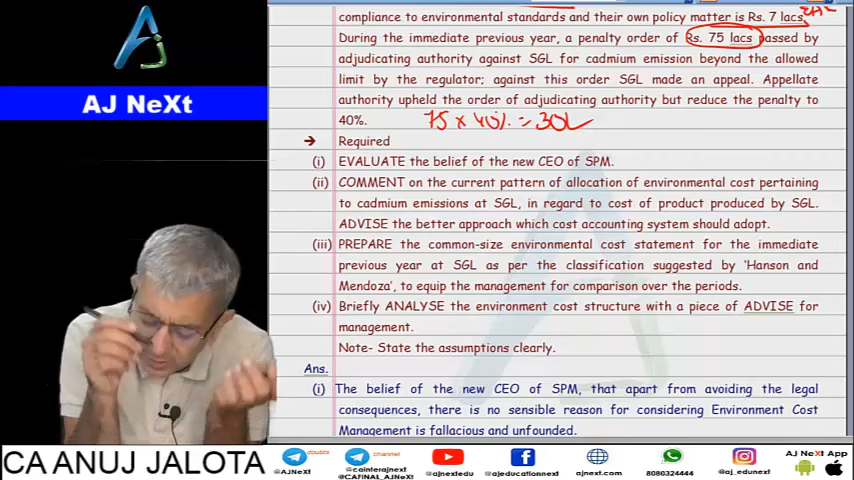 compliance to environmental standards and their own policy matter is Rs. 7 lacs.
During the immediate previous year, a penalty order of Rs. 75 lacs passed by
adjudicating authority against SGL for cadmium emission beyond the allowed
limit by the regulator; against this order SGL made an appeal. Appellate
authority upheld the order of adjudicating authority but reduce the penalty to
40%.
75 x 40% = 30L
→ Required
(i) EVALUATE the belief of the new CEO of SPM.
(ii) COMMENT on the current pattern of allocation of environmental cost pertaining
to cadmium emissions at SGL, in regard to cost of product produced by SGL.
ADVISE the better approach which cost accounting system should adopt.
(iii) PREPARE the common-size environmental cost statement for the immediate
previous year at SGL as per the classification suggested by 'Hanson and
Mendoza', to equip the management for comparison over the periods.
(iv) Briefly ANALYSE the environment cost structure with a piece of ADVISE for
management.
Note- State the assumptions clearly.
Ans.
(i) The belief of the new CEO of SPM, that apart from avoiding the legal
consequences, there is no sensible reason for considering Environment Cost
Management is fallacious and unfounded.
AJ NeXt
CA ANUJ JALOTA
doubts
@AJNeXt
channel
@cainterajnext
@CAFINAL_AJNeXt
@ajnextedu
@ajeducationnext
ajnext.com
8080324444
@aj_edunext
AJ NeXt App